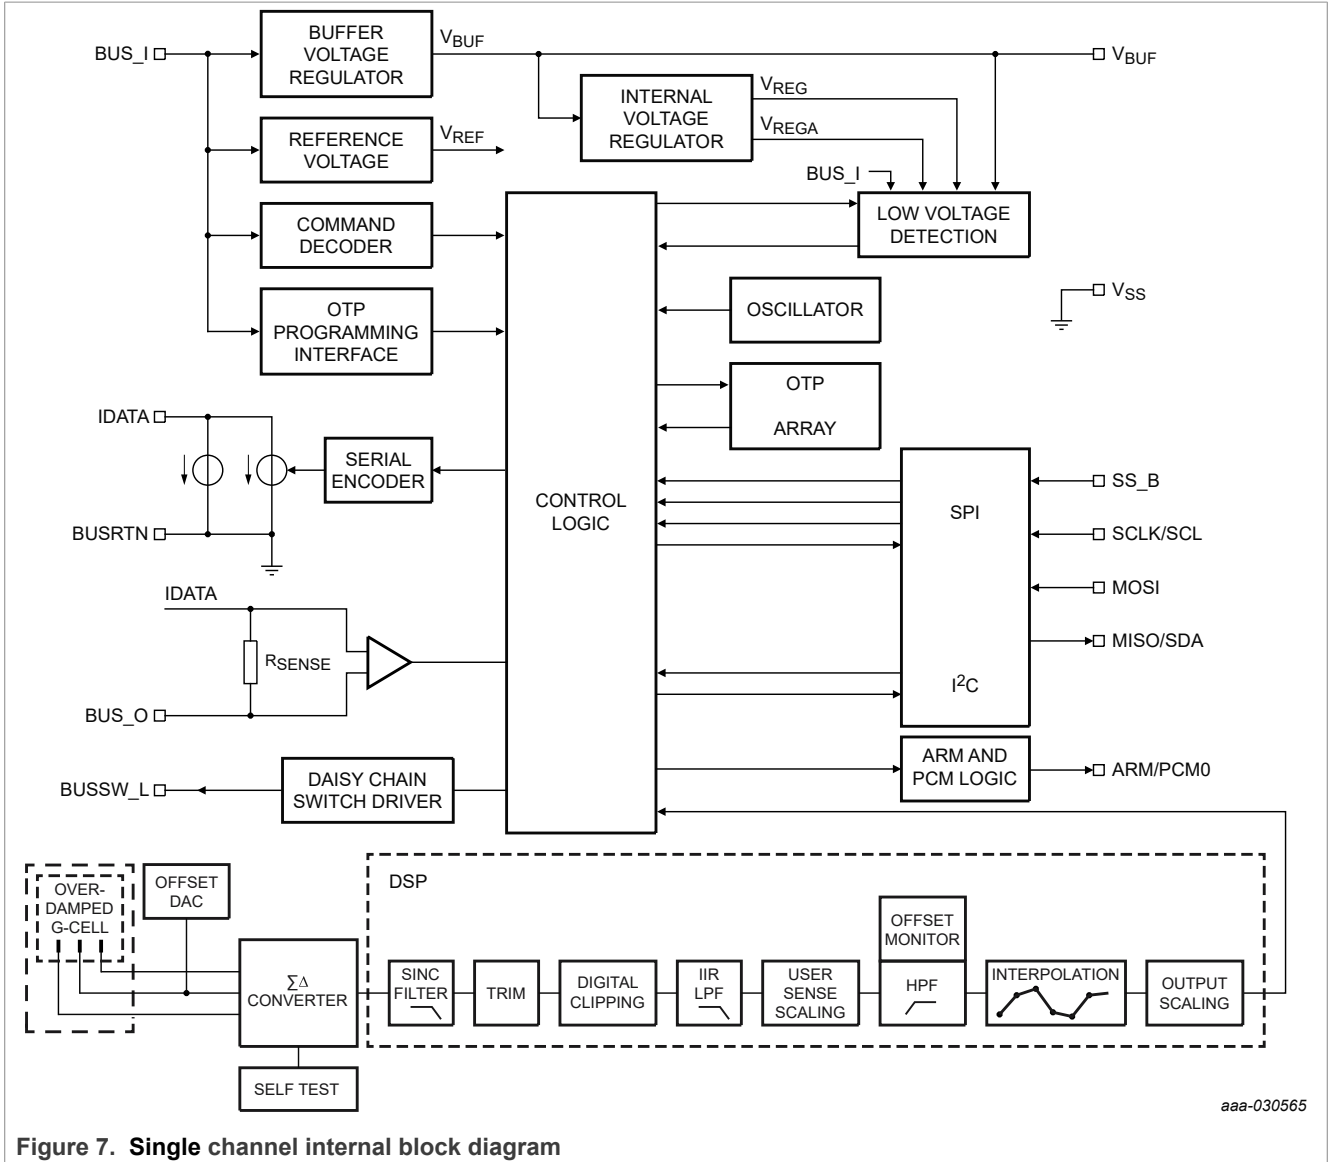 BUS_I
BUFFER
VOLTAGE
REGULATOR
VBUF
VBUF
INTERNAL
VOLTAGE
REGULATOR
VREG
VREGA
REFERENCE
VOLTAGE
VREF
BUS_I
LOW VOLTAGE
DETECTION
COMMAND
DECODER
OTP
PROGRAMMING
INTERFACE
VSS
OSCILLATOR
OTP
ARRAY
IDATA
SERIAL
ENCODER
BUSRTN
CONTROL
LOGIC
SPI
I2C
SS_B
SCLK/SCL
MOSI
MISO/SDA
IDATA
RSENSE
BUS_O
ARM AND
PCM LOGIC
ARM/PCM0
BUSSW_L
DAISY CHAIN
SWITCH DRIVER
OVER-
DAMPED
G-CELL
OFFSET
DAC
DSP
∑∆
CONVERTER
SINC
FILTER
TRIM
DIGITAL
CLIPPING
IIR
LPF
USER
SENSE
SCALING
OFFSET
MONITOR
HPF
INTERPOLATION
OUTPUT
SCALING
SELF TEST
aaa-030565
Figure 7. Single channel internal block diagram